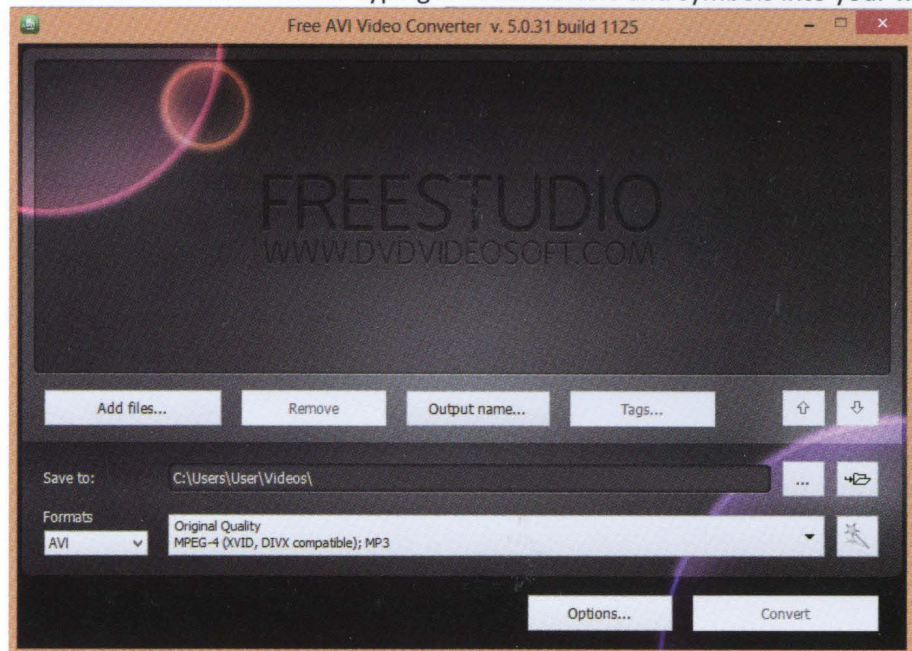 Free AVI Video Converter v. 5.0.31 build 1125
FREESTUDIO
WWW.DVDVIDEOSOFT.COM
Add files...
Remove
Output name...
Tags...
Save to:
C:\Users\User\Videos\
...
Formats
AVI
Original Quality
MPEG-4 (XVID, DIVX compatible); MP3
Options...
Convert